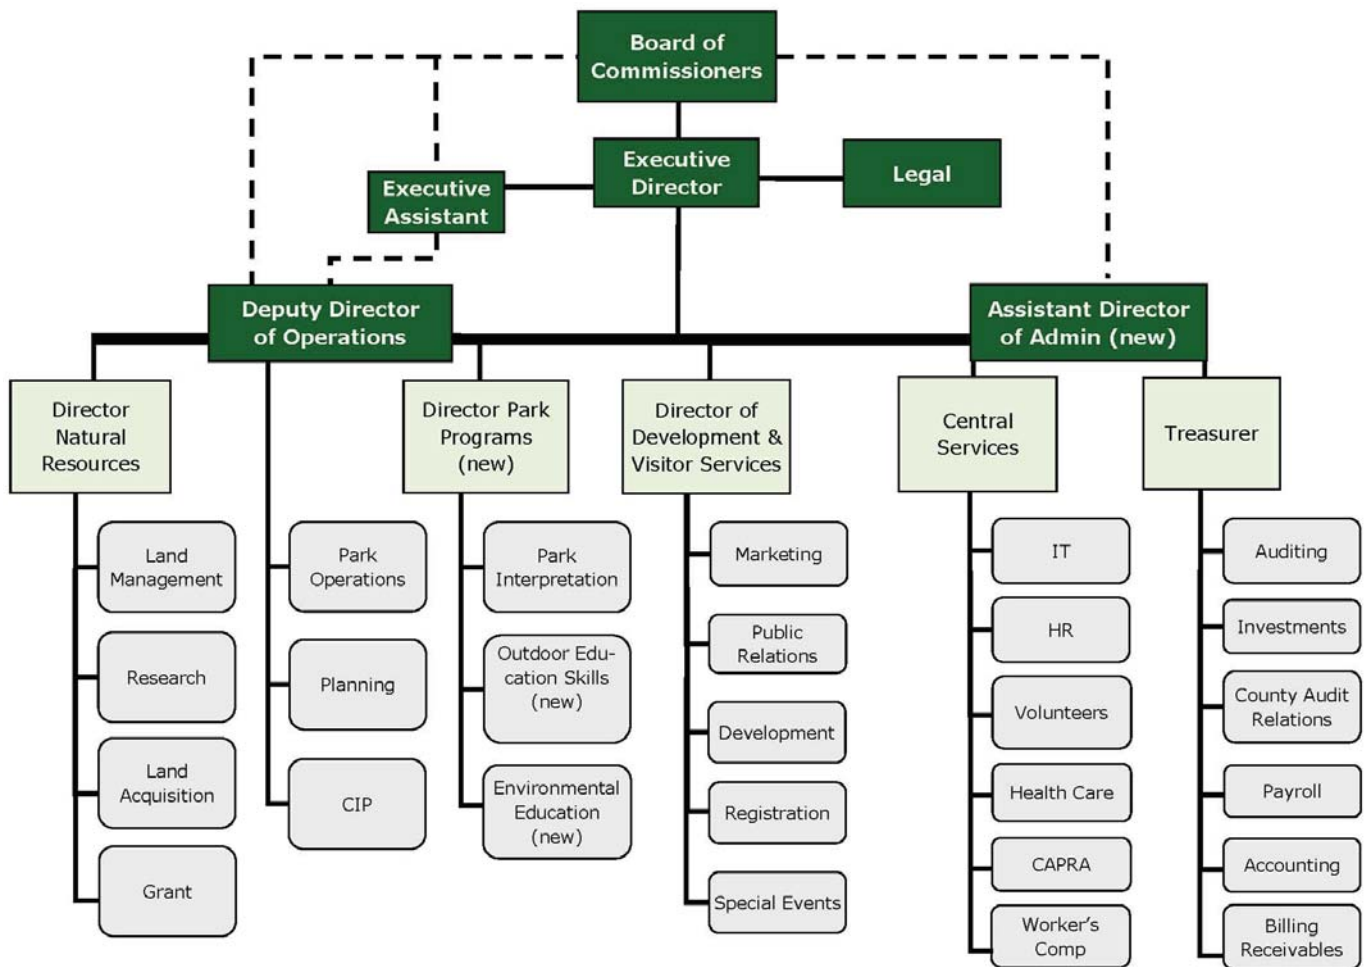 Board of
Commissioners
Executive
Director
Legal
Executive
Assistant
Deputy Director
of Operations
Assistant Director
of Admin (new)
Director
Natural
Resources
Director Park
Programs
(new)
Director of
Development &
Visitor Services
Central
Services
Treasurer
Land
Management
Research
Land
Acquisition
Grant
Park
Operations
Planning
CIP
Park
Interpretation
Outdoor Edu-
cation Skills
(new)
Environmental
Education
(new)
Marketing
Public
Relations
Development
Registration
Special Events
IT
HR
Volunteers
Health Care
CAPRA
Worker's
Comp
Auditing
Investments
County Audit
Relations
Payroll
Accounting
Billing
Receivables